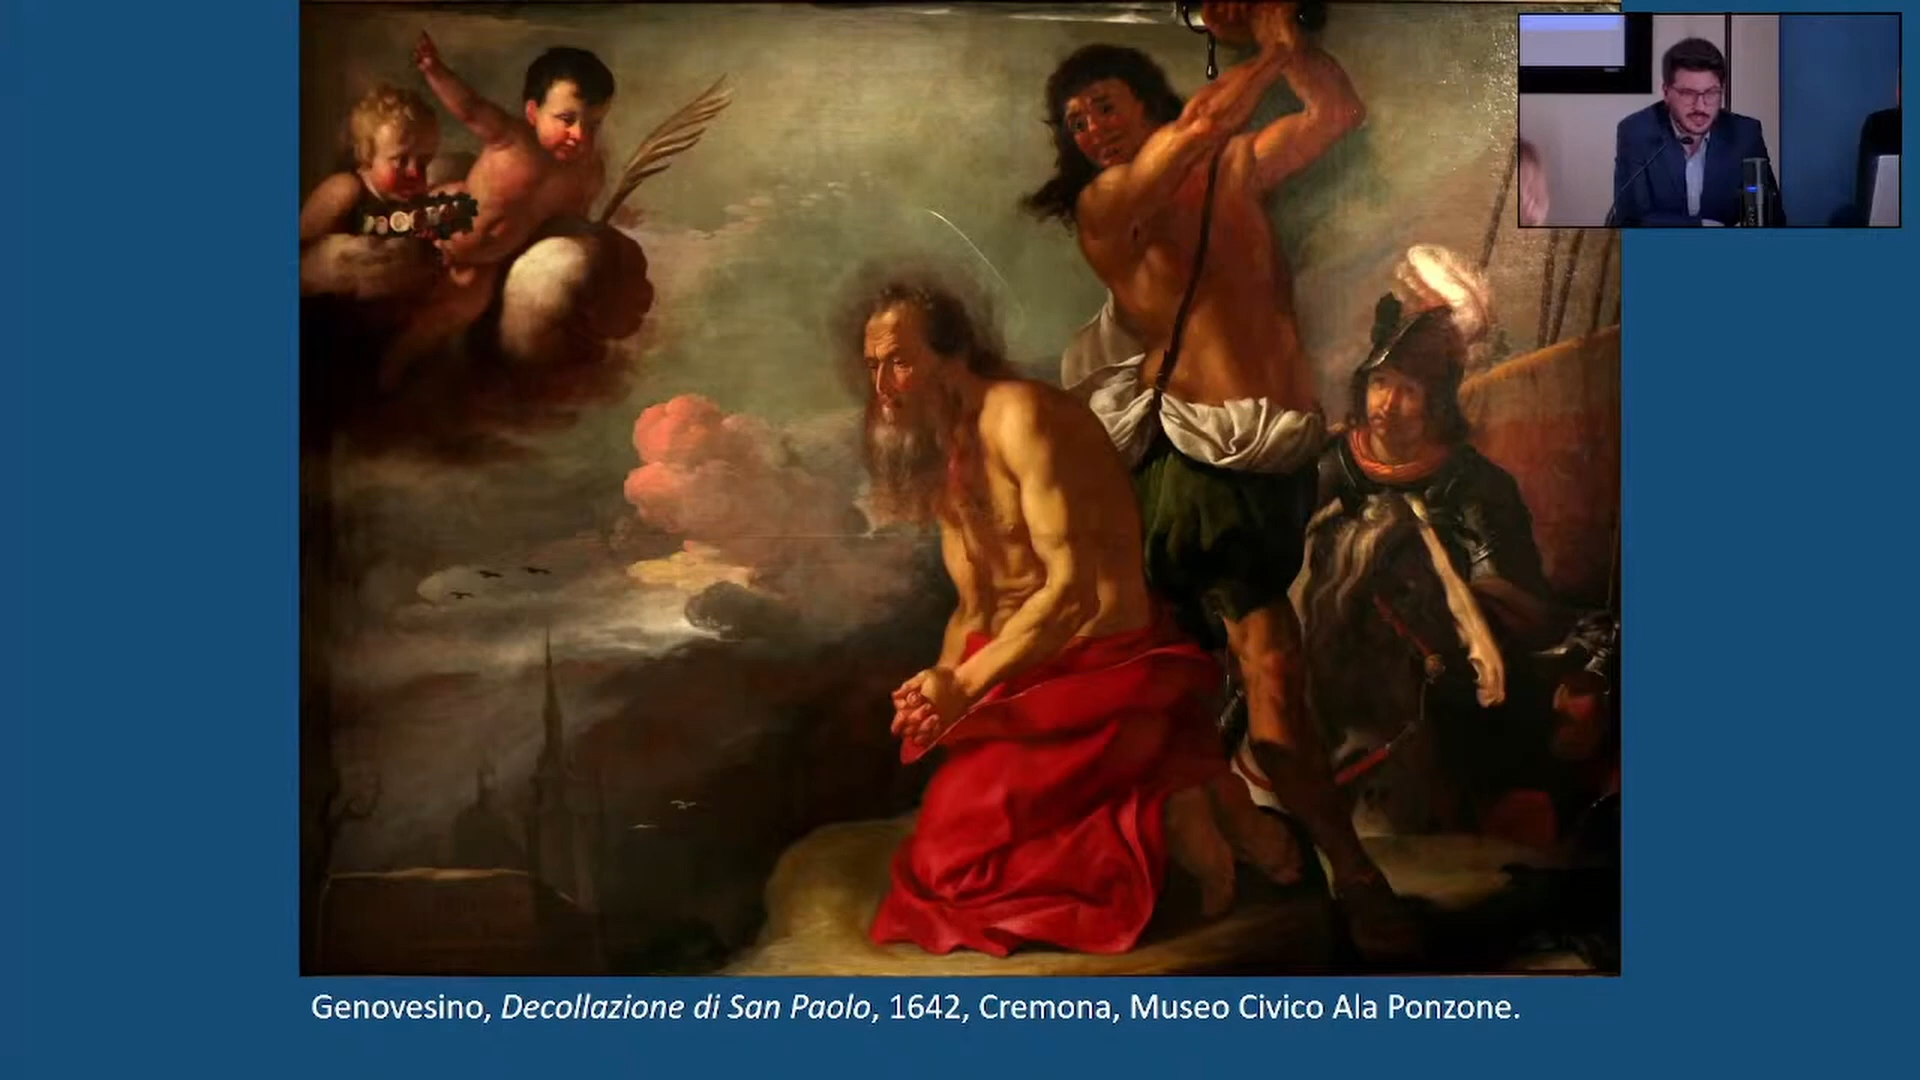 Genovesino, Decollazione di San Paolo, 1642, Cremona, Museo Civico Ala Ponzone.